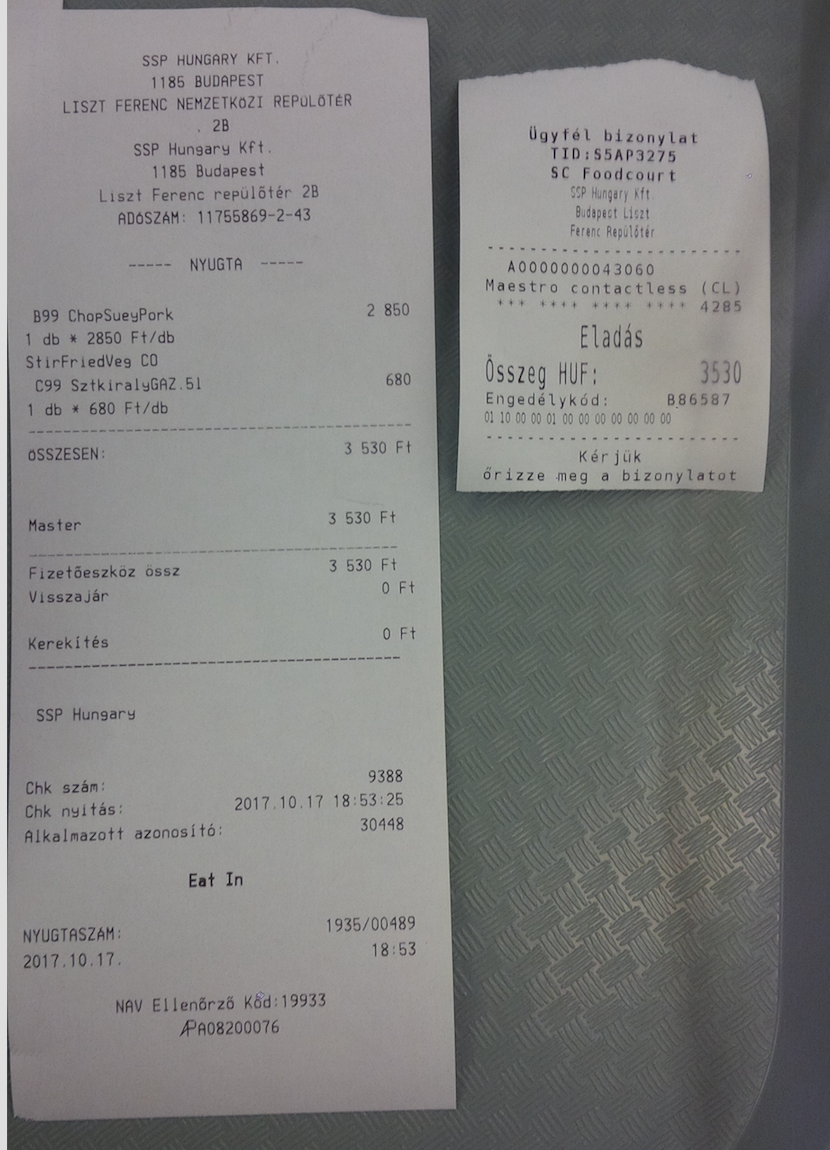 SSP HUNGARY KFT.
1185 BUDAPEST
LISZT FERENC NEMZETKÖZI REPÜLŐTÉR
. 2B
SSP Hungary Kft.
1185 Budapest
Liszt Ferenc repülőtér 2B
ADÓSZÁM: 11755869-2-43
----- NYUGTA -----
B99 ChopSueyPork 2 850
1 db * 2850 Ft/db
StirFriedVeg CO
C99 SztkiralyGAZ.5l 680
1 db * 680 Ft/db
ÖSSZESEN: 3 530 Ft
Master 3 530 Ft
Fizetőeszköz össz 3 530 Ft
Visszajár 0 Ft
Kerekítés 0 Ft
SSP Hungary
Chk szám: 9388
Chk nyitás: 2017.10.17 18:53:25
Alkalmazott azonosító: 30448
Eat In
NYUGTASZÁM: 1935/00489
2017.10.17. 18:53
NAV Ellenőrző Kód:19933
APA08200076
Ügyfél bizonylat
TID:S5AP3275
SC Foodcourt
SSP Hungary Kft.
Budapest Liszt
Ferenc Repülőtér
A0000000043060
Maestro contactless (CL)
*** **** **** **** 4285
Eladás
Összeg HUF: 3530
Engedélykód: B86587
01 10 00 00 01 00 00 00 00 00 00 00
Kérjük
őrizze meg a bizonylatot